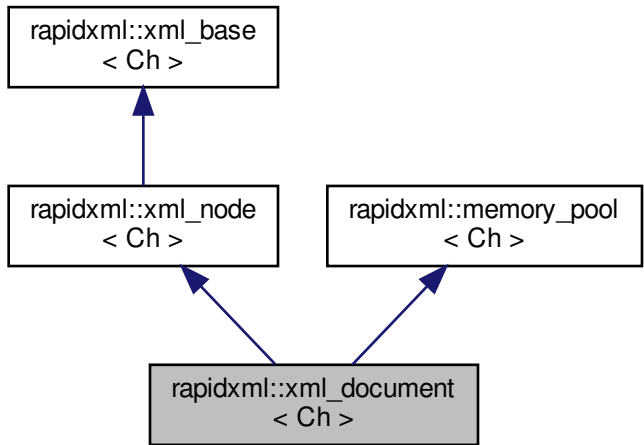 rapidxml::xml_base
< Ch >
rapidxml::xml_node
< Ch >
rapidxml::memory_pool
< Ch >
rapidxml::xml_document
< Ch >